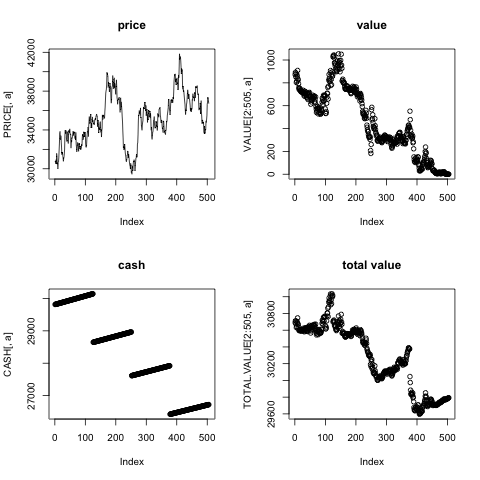 price
PRICE[, a]
30000 34000 38000 42000
0 100 200 300 400 500
Index
value
VALUE[2:505, a]
0 200 600 1000
0 100 200 300 400 500
Index
cash
CASH[, a]
27000 29000
0 100 200 300 400 500
Index
total value
TOTAL.VALUE[2:505, a]
29600 30200 30800
0 100 200 300 400 500
Index